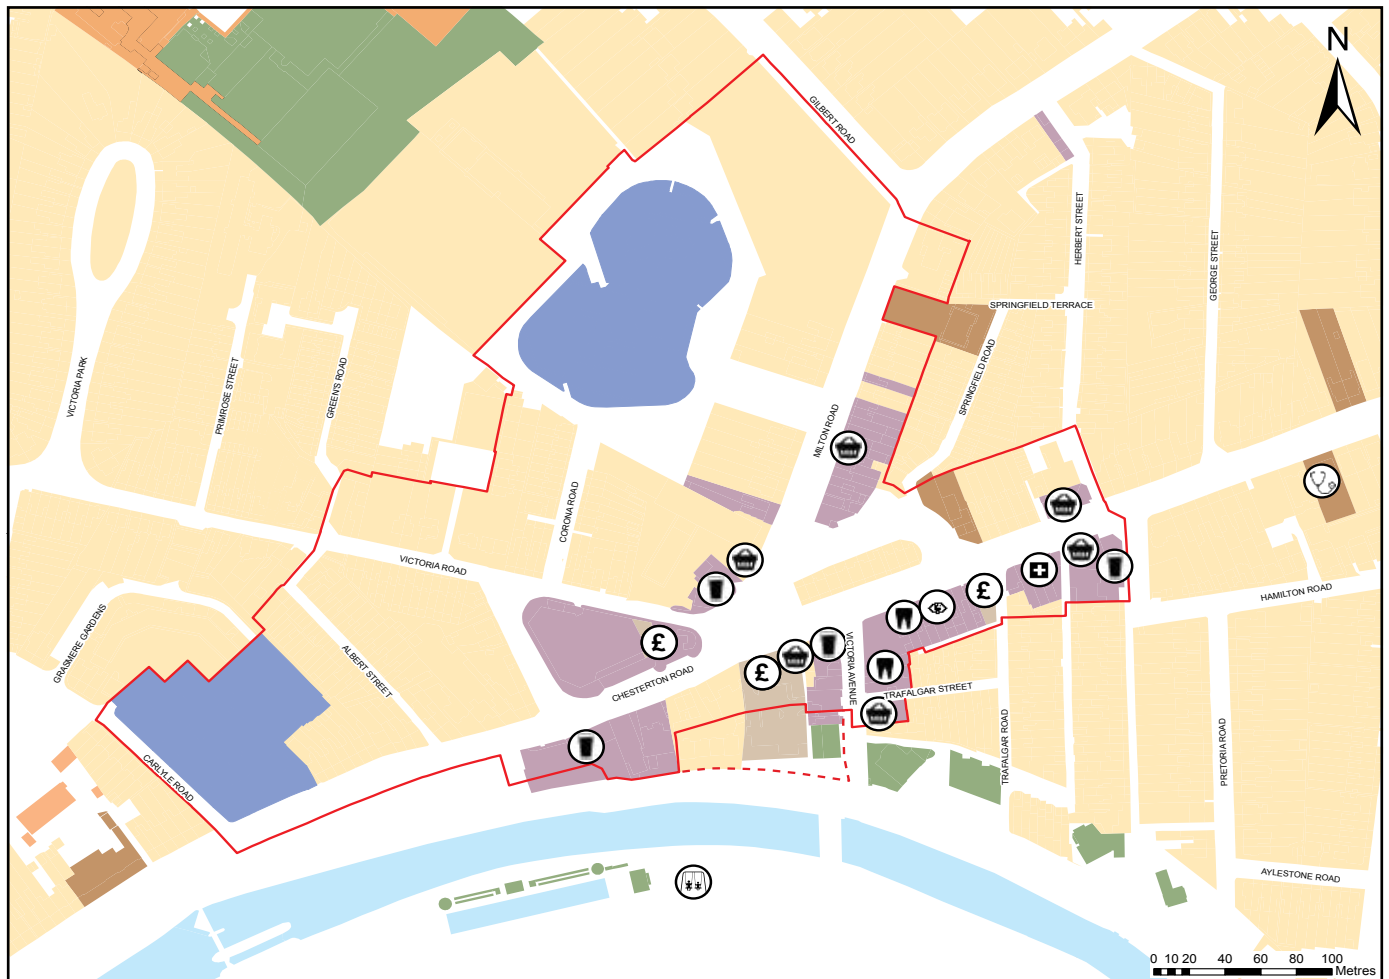 N
GILBERT ROAD
HERBERT STREET
GEORGE STREET
SPRINGFIELD TERRACE
VICTORIA PARK
PRIMROSE STREET
GREEN'S ROAD
SPRINGFIELD ROAD
MILTON ROAD
CORONA ROAD
VICTORIA ROAD
HAMILTON ROAD
GRASMERE GARDENS
£
£
£
ALBERT STREET
CHESTERTON ROAD
VICTORIA AVENUE
TRAFALGAR STREET
TRAFALGAR ROAD
PRETORIA ROAD
CARLYLE ROAD
AYLESTONE ROAD
0 10 20 40 60 80 100
Metres